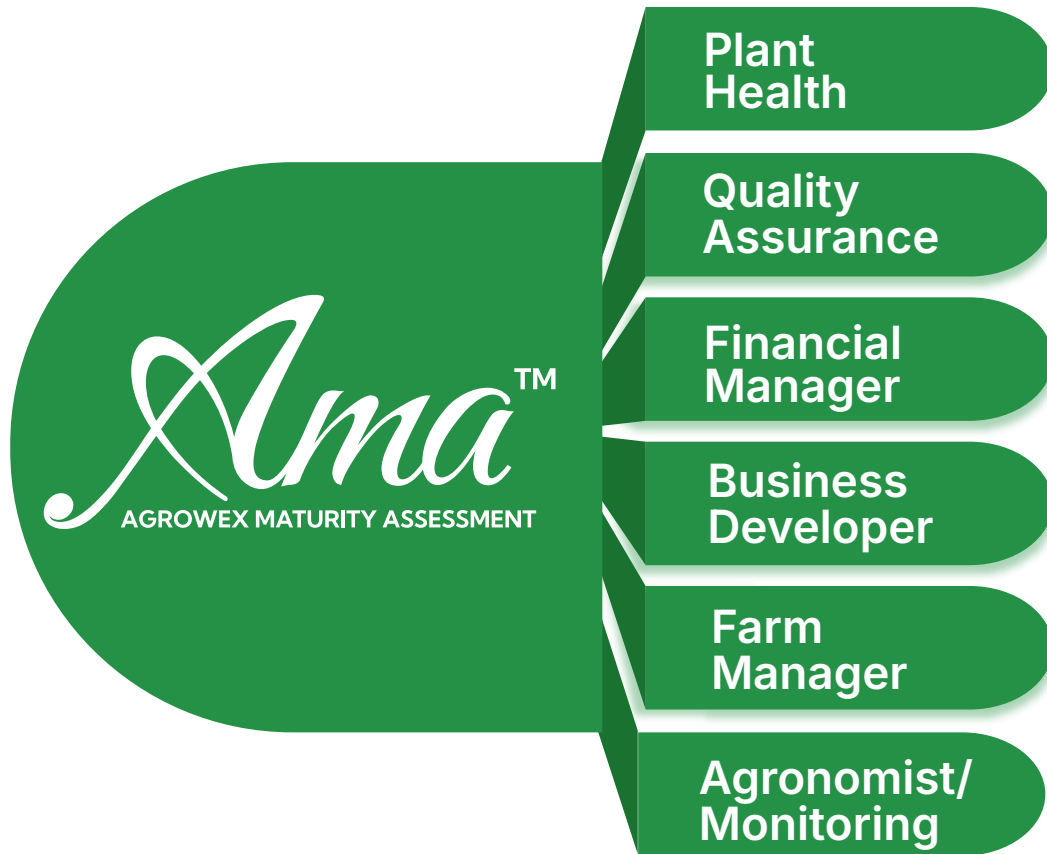 Ama™
AGROWEX MATURITY ASSESSMENT
Plant
Health
Quality
Assurance
Financial
Manager
Business
Developer
Farm
Manager
Agronomist/
Monitoring